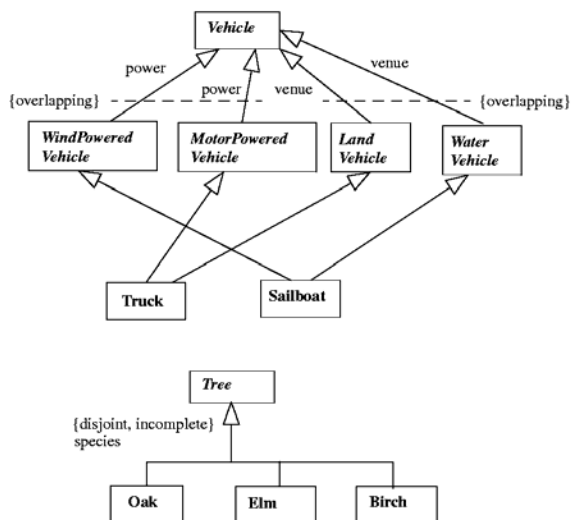 Vehicle
power
venue
{overlapping}
power
venue
{overlapping}
WindPowered
Vehicle
MotorPowered
Vehicle
Land
Vehicle
Water
Vehicle
Truck
Sailboat
Tree
{disjoint, incomplete}
species
Oak
Elm
Birch